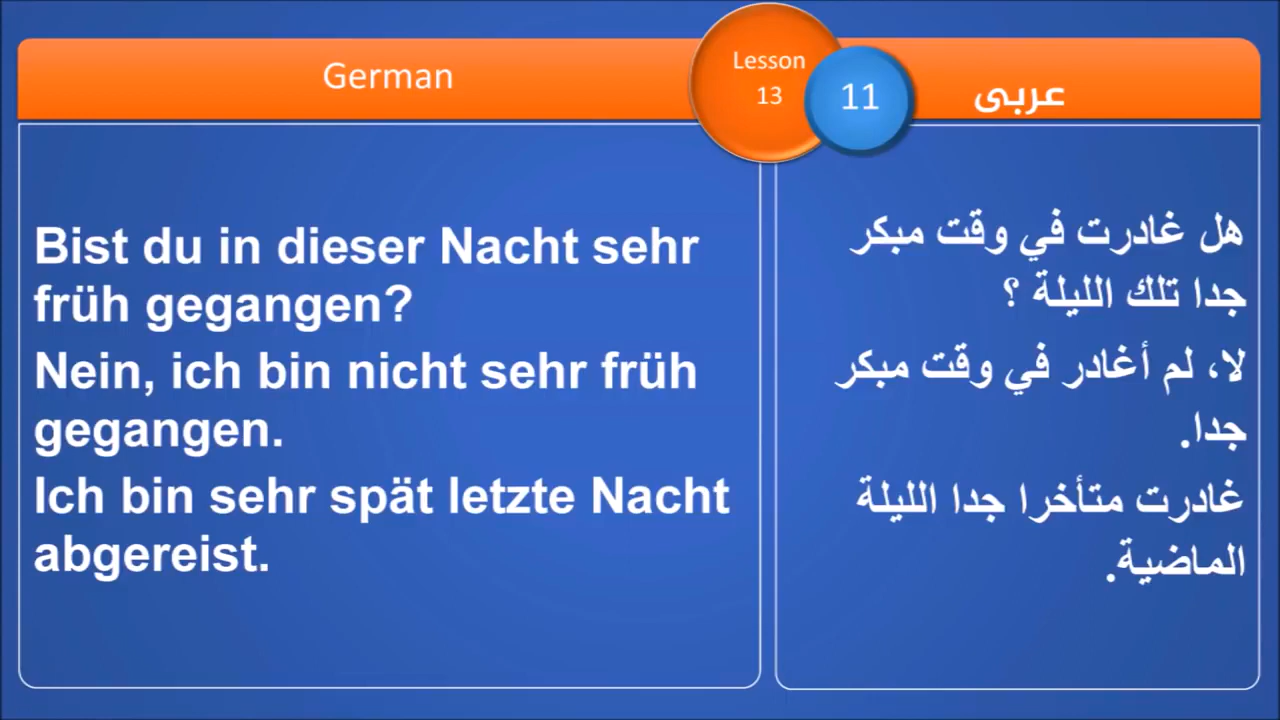 German
Lesson
13
11
عربى
Bist du in dieser Nacht sehr
früh gegangen?
Nein, ich bin nicht sehr früh
gegangen.
Ich bin sehr spät letzte Nacht
abgereist.
هل غادرت في وقت مبكر
جدا تلك الليلة ؟
لا، لم أغادر في وقت مبكر
جدا.
غادرت متأخرا جدا الليلة
الماضية.